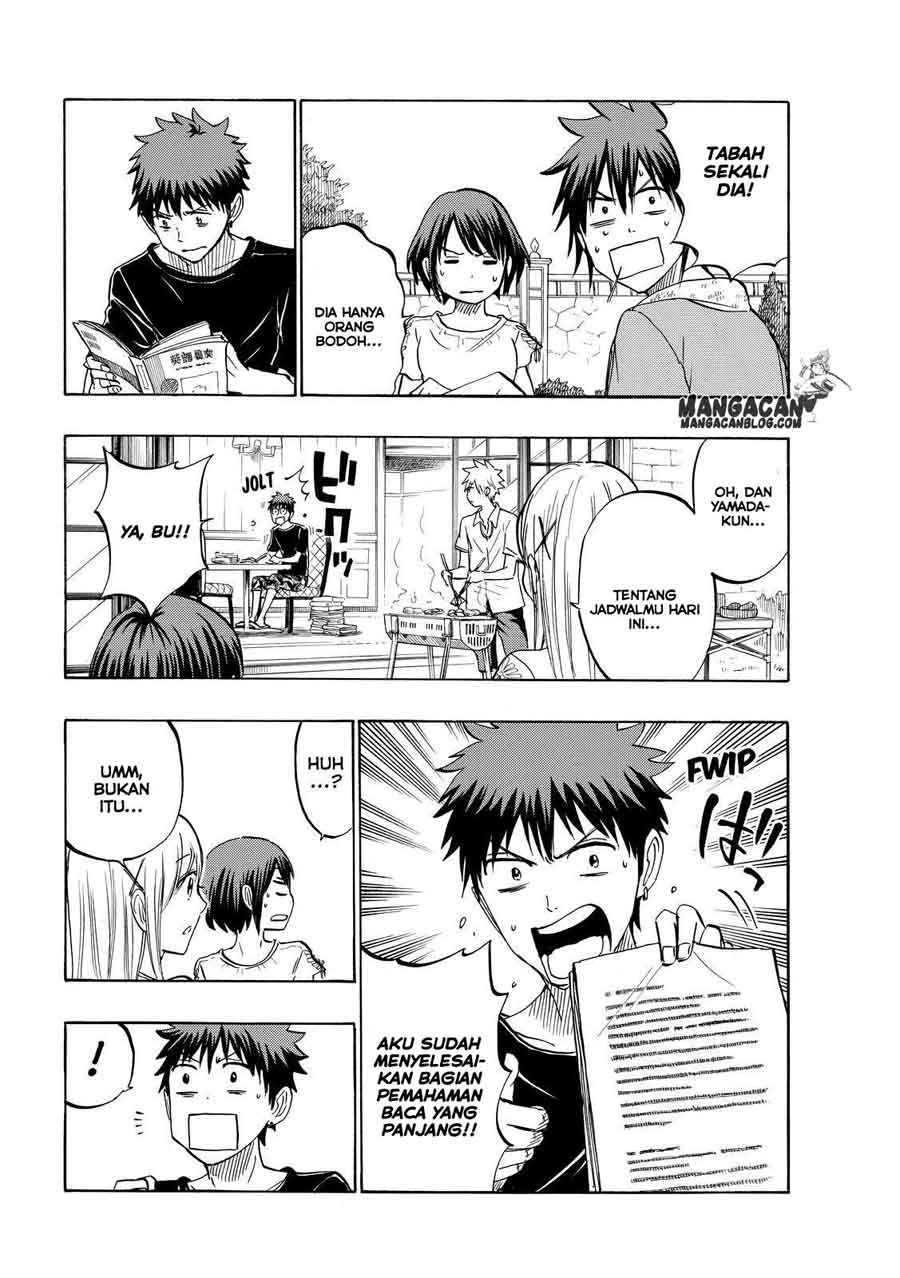 TABAH
SEKALI
DIA!
DIA HANYA
ORANG
BODOH...
MANGACAN
MANGACANBLOG.COM
OH, DAN
YAMADA-
KUN...
TENTANG
JADWALMU HARI
INI...
JOLT
ビクッ
YA, BU!!
FWIP
ばッ
AKU SUDAH
MENYELESAI-
KAN BAGIAN
PEMAHAMAN
BACA YANG
PANJANG!!
HUH
...?
UMM,
BUKAN
ITU...
!